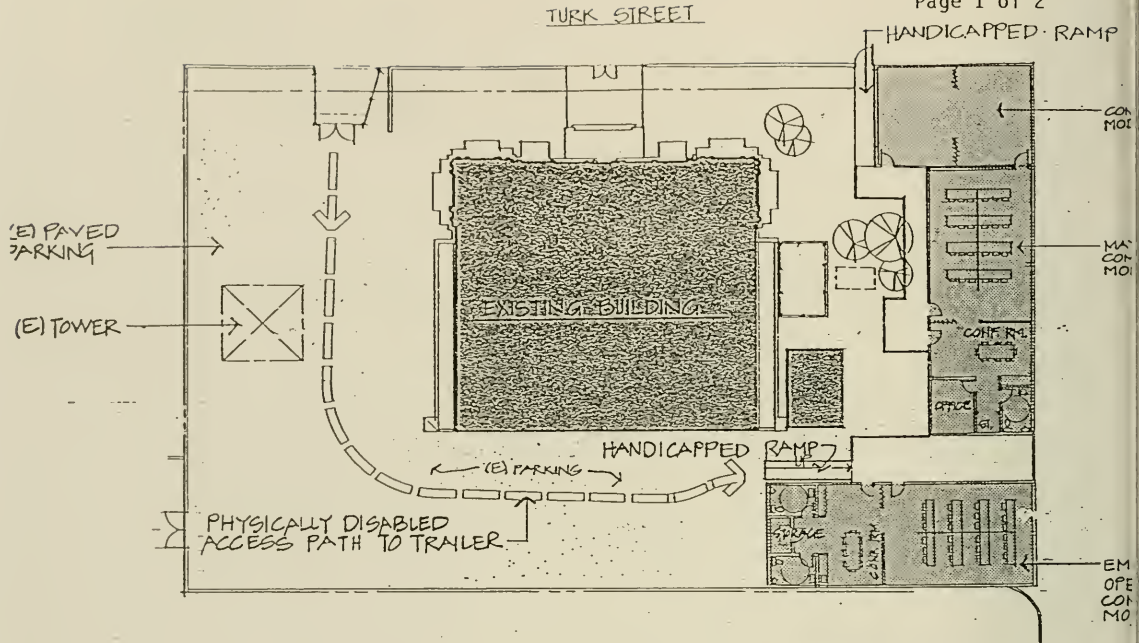 Page 1 of 2
TURK STREET
HANDICAPPED RAMP
(E) PAVED
PARKING
(E) TOWER
EXISTING BUILDING
CONF. RM.
OFFICE
HANDICAPPED RAMP
(E) PARKING
PHYSICALLY DISABLED
ACCESS PATH TO TRAILER
CONF. RM